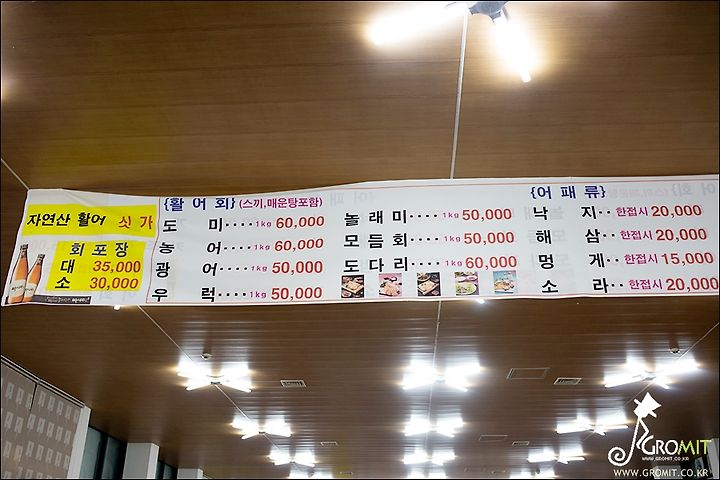 자연산 활어 싯가
회 포장
대 35,000
소 30,000
{활 어 회} (스끼,매운탕포함)
도 미····1kg 60,000
농 어····1kg 60,000
광 어····1kg 50,000
우 럭····1kg 50,000
놀래미····1kg 50,000
모듬회····1kg 50,000
도다리····1kg 60,000
{어 패 류}
낙 지··한접시 20,000
해 삼··한접시 20,000
멍 게··한접시 15,000
소 라··한접시 20,000
GROMIT
WWW.GROMIT.CO.KR
WWW.GROMIT.CO.KR